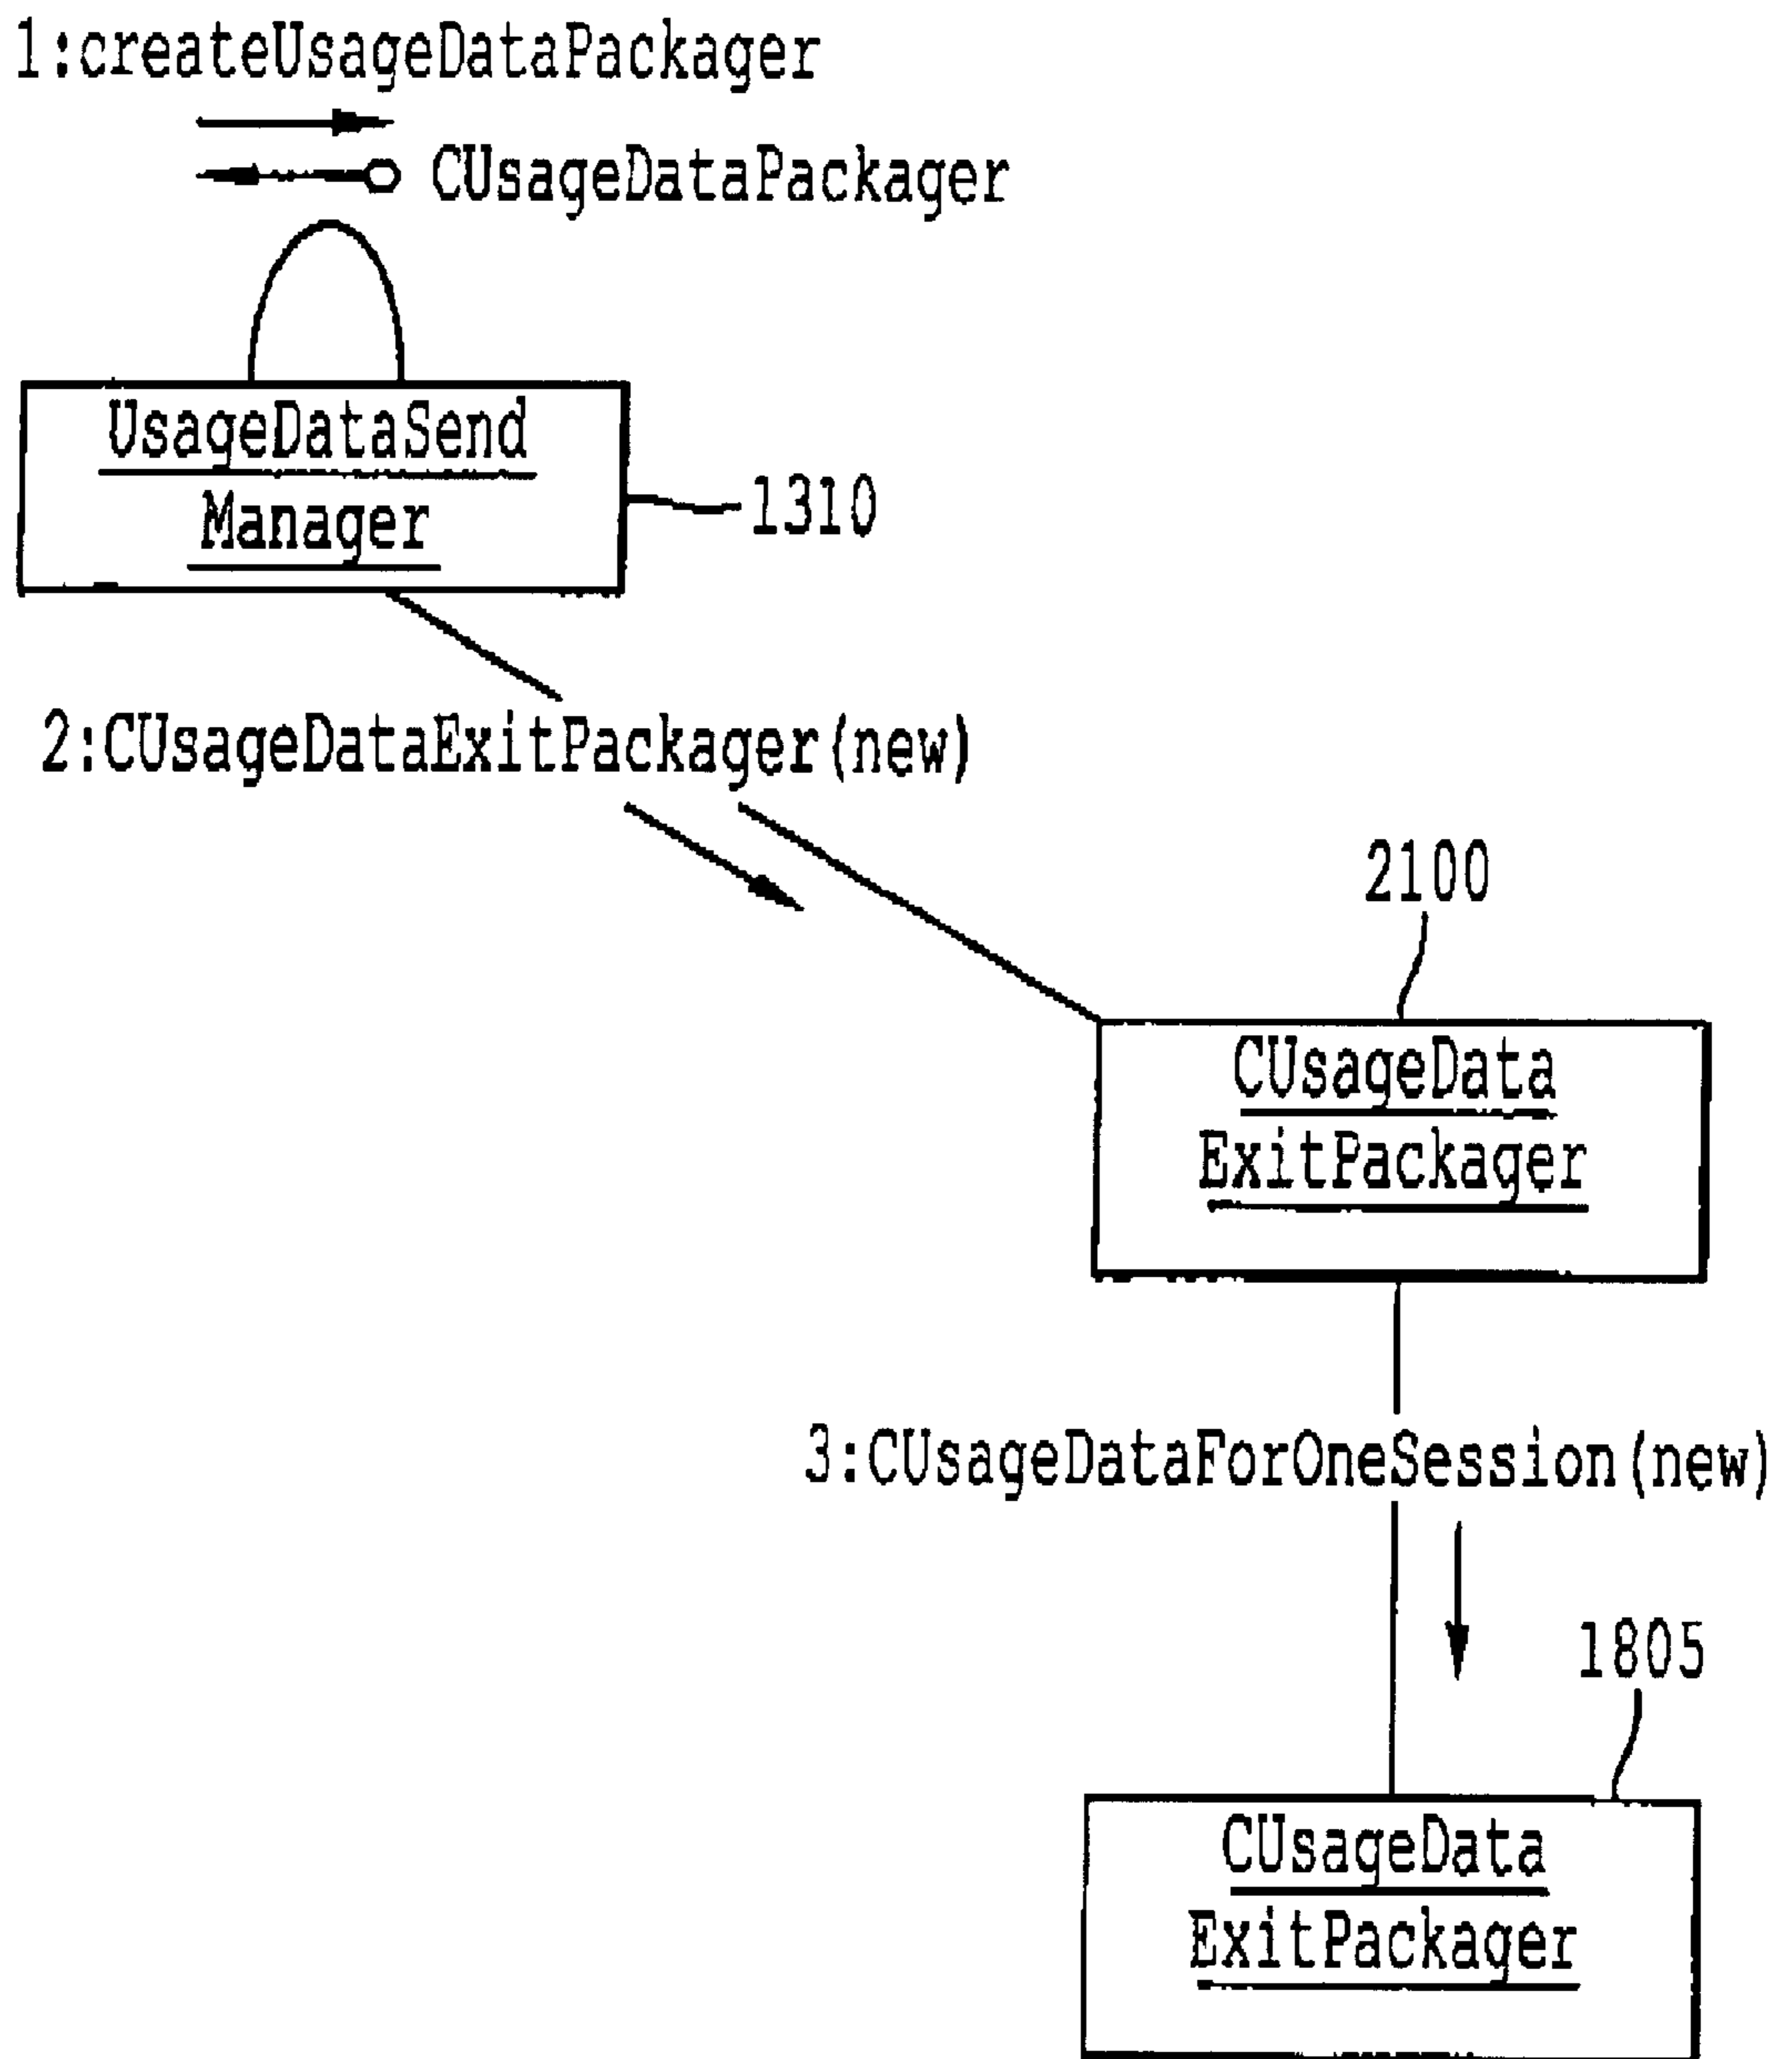 1:createUsageDataPackager
CUsageDataPackager
UsageDataSend
Manager
1310
2:CUsageDataExitPackager(new)
2100
CUsageData
ExitPackager
3:CUsageDataForOneSession(new)
1805
CUsageData
ExitPackager